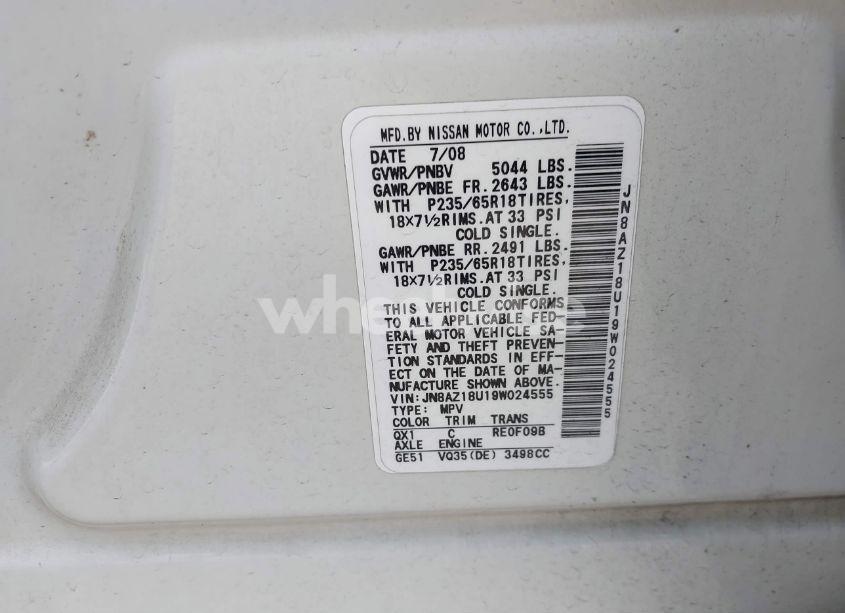 MFD.BY NISSAN MOTOR CO.,LTD.
DATE 7/08
GVWR/PNBV 5044 LBS.
GAWR/PNBE FR.2643 LBS.
WITH P235/65R18TIRES,
18×7½RIMS.AT 33 PSI
COLD SINGLE.
GAWR/PNBE RR.2491 LBS.
WITH P235/65R18TIRES,
18×7½RIMS.AT 33 PSI
COLD SINGLE.
THIS VEHICLE CONFORMS
TO ALL APPLICABLE FED-
ERAL MOTOR VEHICLE SA-
FETY AND THEFT PREVEN-
TION STANDARDS IN EFF-
ECT ON THE DATE OF MA-
NUFACTURE SHOWN ABOVE.
VIN:JN8AZ18U19W024555
TYPE: MPV
COLOR TRIM TRANS
QX1 C RE0F09B
AXLE ENGINE
GE51 VQ35(DE) 3498CC
JN8AZ18U19W024555